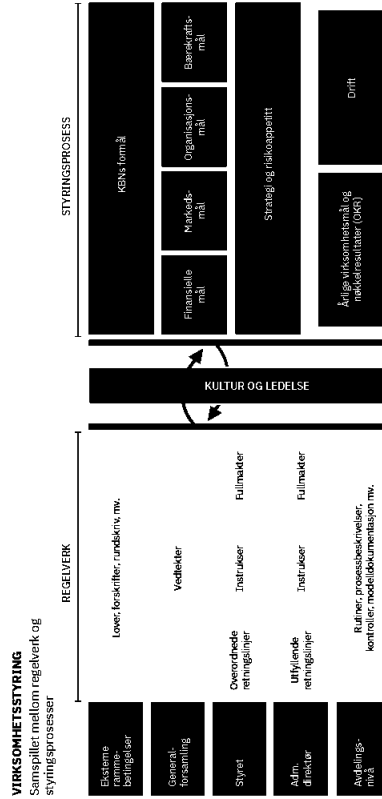 VIRKSOMHETSSTYRING
Samspillet mellom regelverk og
styringsprosesser
REGELVERK
STYRINGSPROSESS
Eksterne
ramme-
betingelser
Lover, forskrifter, rundskriv, mv.
General-
forsamling
Vedtekter
Styret
Overordnede
retningslinjer
Instrukser
Fullmakter
Adm.
direktør
Utfyllende
retningslinjer
Instrukser
Fullmakter
Avdelings-
nivå
Rutiner, prosessbeskrivelser,
kontroller, modelldokumentasjon mv.
KULTUR OG LEDELSE
KBNs formål
Finansielle
mål
Markeds-
mål
Organisasjons-
mål
Bærekrafts-
mål
Strategi og risikoappetitt
Årlige virksomhetsmål og
nøkkelresultater (OKR)
Drift